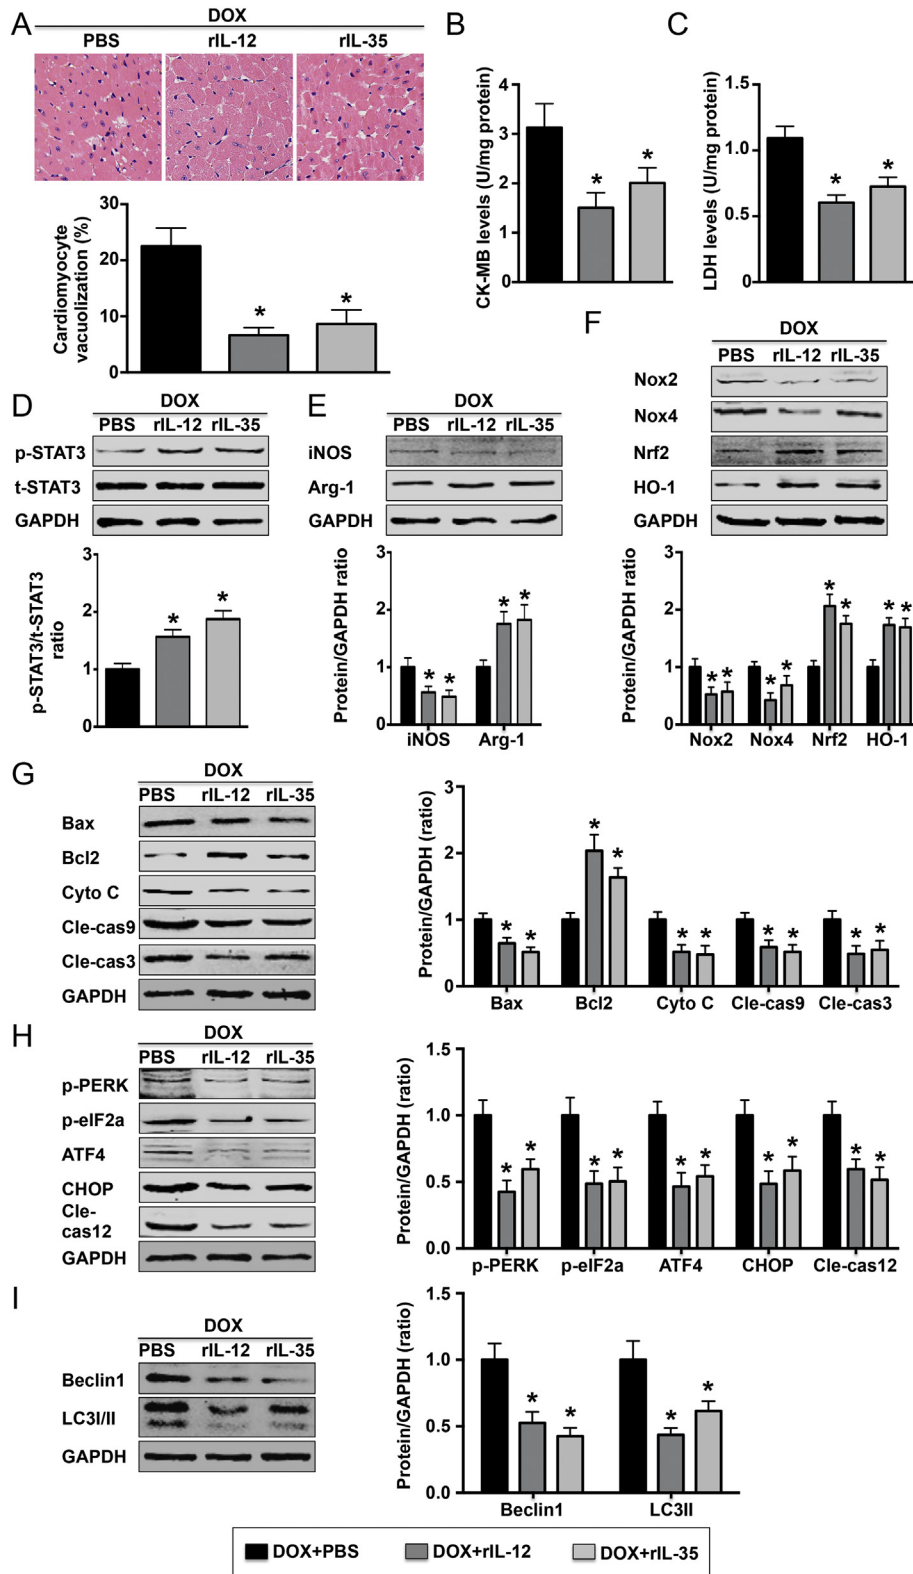 A
DOX
PBS rIL-12 rIL-35
Cardiomyocyte
vacuolization (%)
30
20
10
0
* *
B
CK-MB levels (U/mg protein)
4
3
2
1
0
* *
C
LDH levels (U/mg protein)
1.5
1.0
0.5
0
* *
D
DOX
PBS rIL-12 rIL-35
p-STAT3
t-STAT3
GAPDH
p-STAT3/t-STAT3
ratio
3
2
1
0
* *
E
DOX
PBS rIL-12 rIL-35
iNOS
Arg-1
GAPDH
Protein/GAPDH ratio
3
2
1
0
* * * *
iNOS Arg-1
F
DOX
PBS rIL-12 rIL-35
Nox2
Nox4
Nrf2
HO-1
GAPDH
Protein/GAPDH ratio
3
2
1
0
* * * * * * * *
Nox2 Nox4 Nrf2 HO-1
G
DOX
PBS rIL-12 rIL-35
Bax
Bcl2
Cyto C
Cle-cas9
Cle-cas3
GAPDH
Protein/GAPDH (ratio)
3
2
1
0
* * * * * * * * * *
Bax Bcl2 Cyto C Cle-cas9 Cle-cas3
H
DOX
PBS rIL-12 rIL-35
p-PERK
p-eIF2a
ATF4
CHOP
Cle-
cas12
GAPDH
Protein/GAPDH (ratio)
1.5
1.0
0.5
0.0
* * * * * * * * * *
p-PERK p-eIF2a ATF4 CHOP Cle-cas12
I
DOX
PBS rIL-12 rIL-35
Beclin1
LC3I/II
GAPDH
Protein/GAPDH (ratio)
1.5
1.0
0.5
0.0
* * * *
Beclin1 LC3II
DOX+PBS DOX+rIL-12 DOX+rIL-35